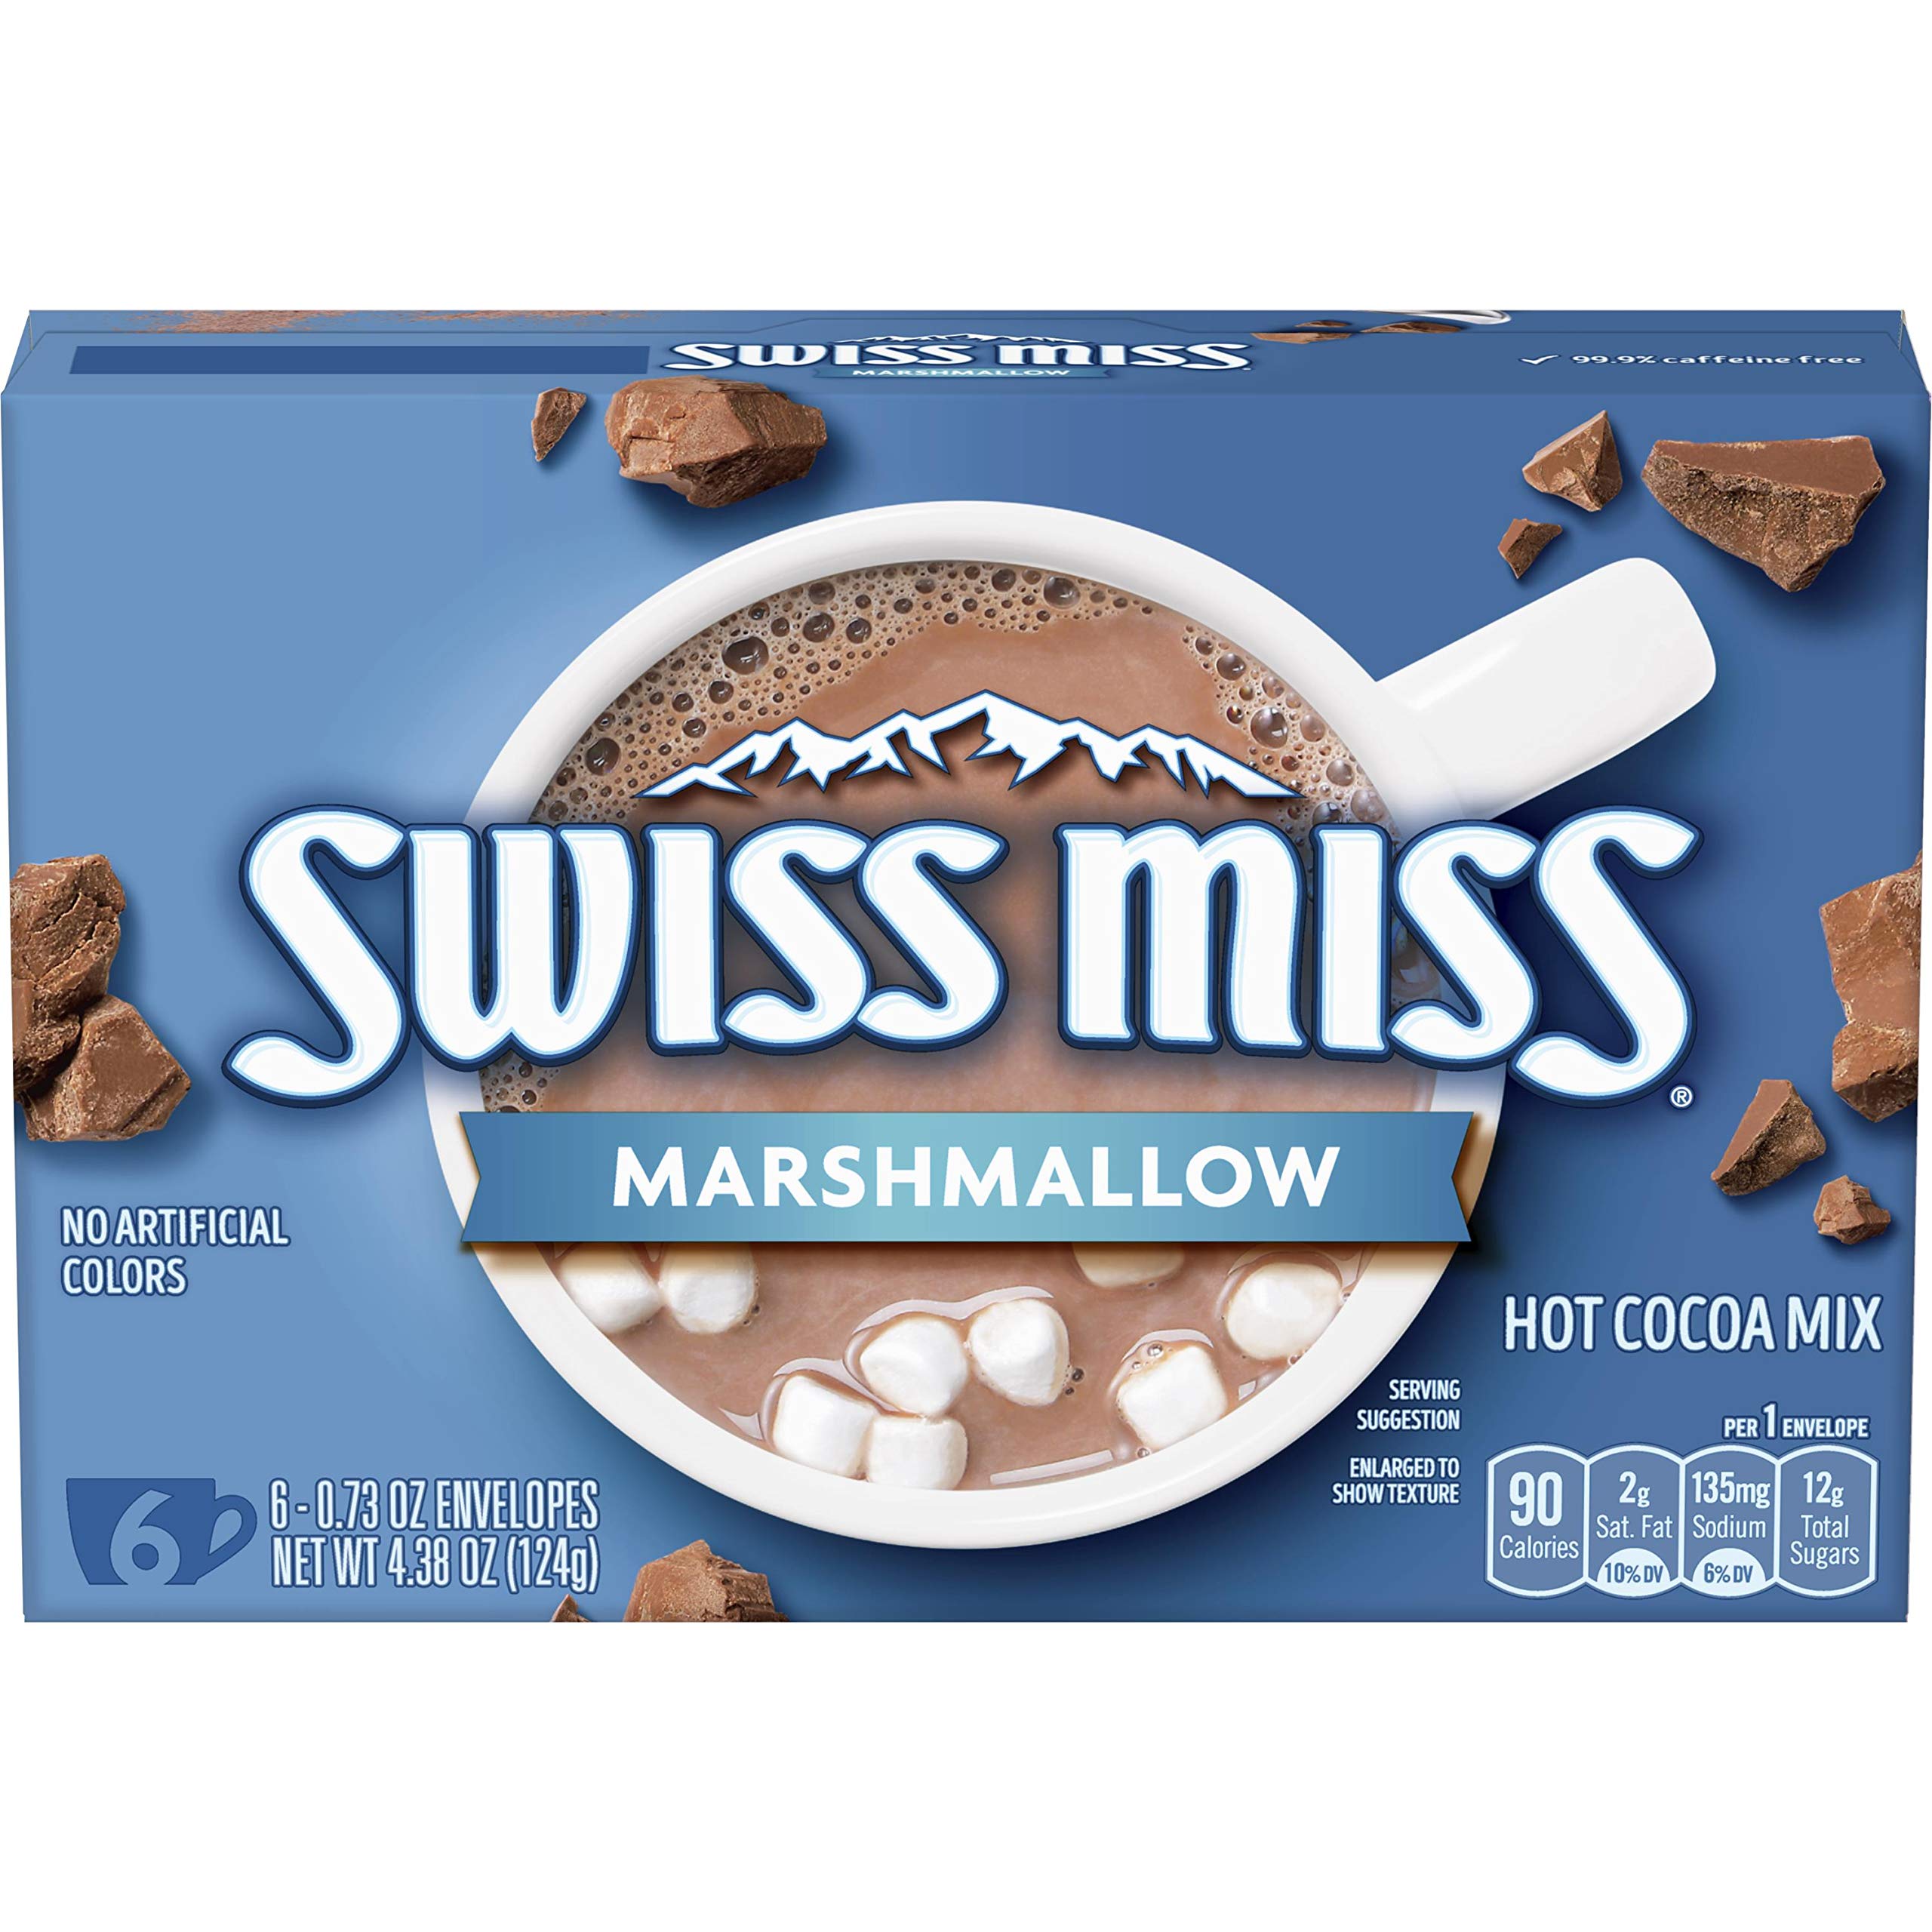 SWISS MISS
MARSHMALLOW
✓ 99.9% caffeine free
SWISS MISS®
MARSHMALLOW
NO ARTIFICIAL
COLORS
HOT COCOA MIX
SERVING
SUGGESTION
ENLARGED TO
SHOW TEXTURE
PER 1 ENVELOPE
90
Calories
2g
Sat. Fat
10% DV
135mg
Sodium
6% DV
12g
Total
Sugars
6
6 - 0.73 OZ ENVELOPES
NET WT 4.38 OZ (124g)